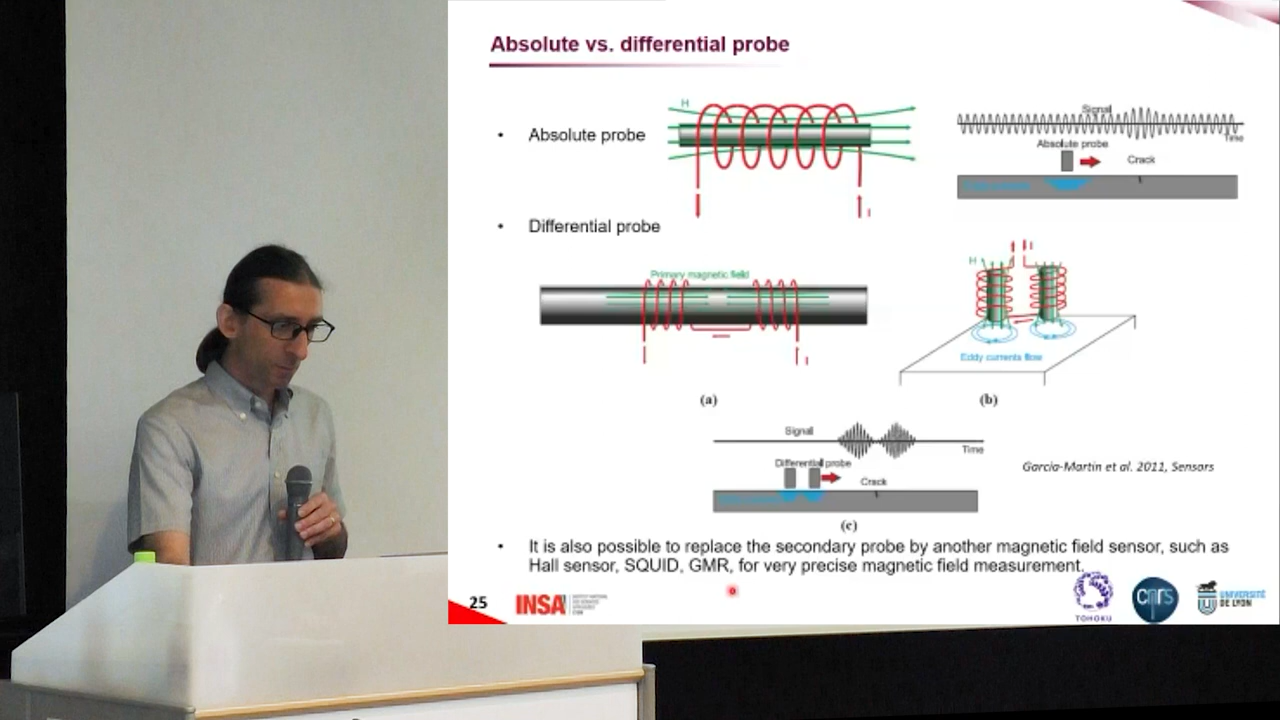 Absolute vs. differential probe
• Absolute probe
H
I
Signal
Time
Absolute probe
Crack
• Differential probe
Primary magnetic field
I
H
I
Eddy currents flow
(a)
(b)
Signal
Time
Differential probe
Crack
(c)
Garcia-Martin et al. 2011, Sensors
• It is also possible to replace the secondary probe by another magnetic field sensor, such as
Hall sensor, SQUID, GMR, for very precise magnetic field measurement.
25
INSA
TOHOKU
cnrs
UNIVERSITÉ
DE LYON